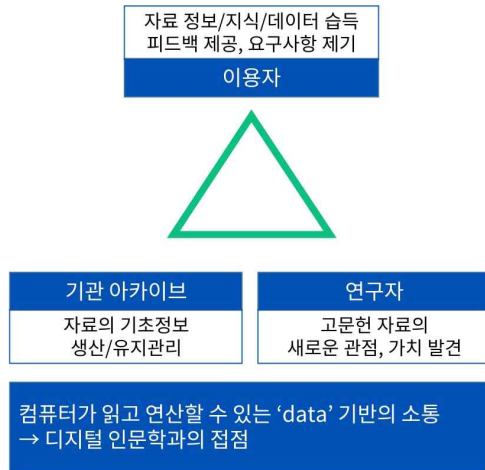 자료 정보/지식/데이터 습득
피드백 제공, 요구사항 제기
이용자
기관 아카이브
자료의 기초정보
생산/유지관리
연구자
고문헌 자료의
새로운 관점, 가치 발견
컴퓨터가 읽고 연산할 수 있는 ‘data’ 기반의 소통
→ 디지털 인문학과의 접점